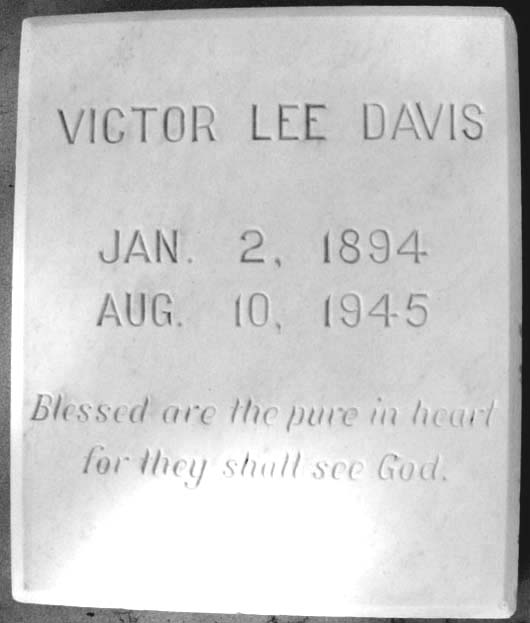 VICTOR LEE DAVIS
JAN. 2, 1894
AUG. 10, 1945
Blessed are the pure in heart
for they shall see God.